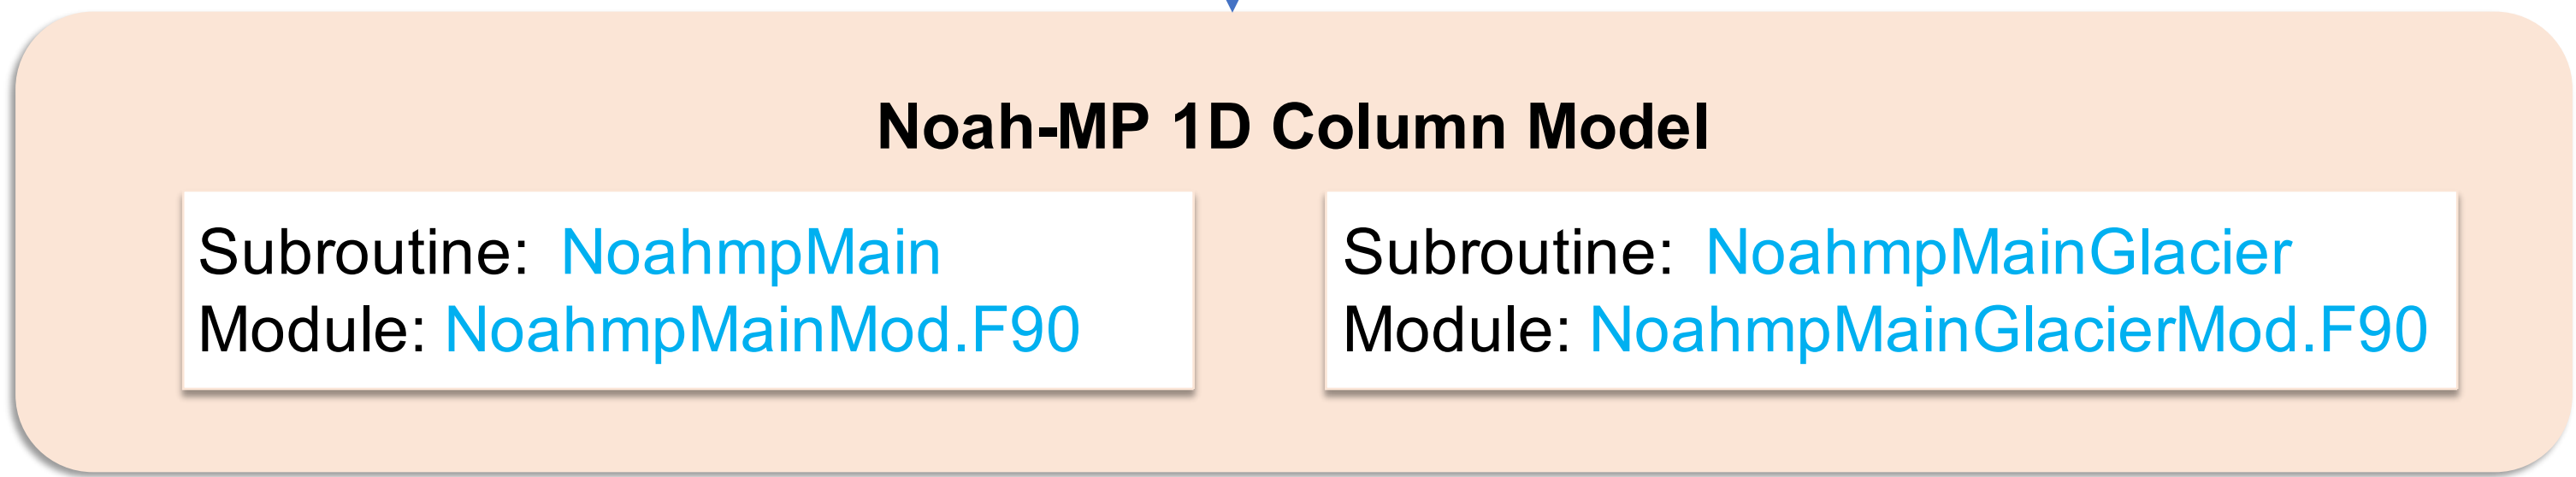 Noah-MP 1D Column Model
Subroutine: NoahmpMain
Module: NoahmpMainMod.F90
Subroutine: NoahmpMainGlacier
Module: NoahmpMainGlacierMod.F90